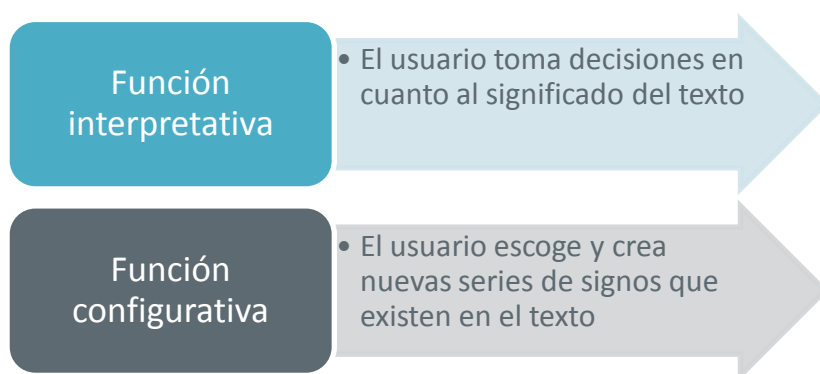 Función
interpretativa
• El usuario toma decisiones en
cuanto al significado del texto
Función
configurativa
• El usuario escoge y crea
nuevas series de signos que
existen en el texto